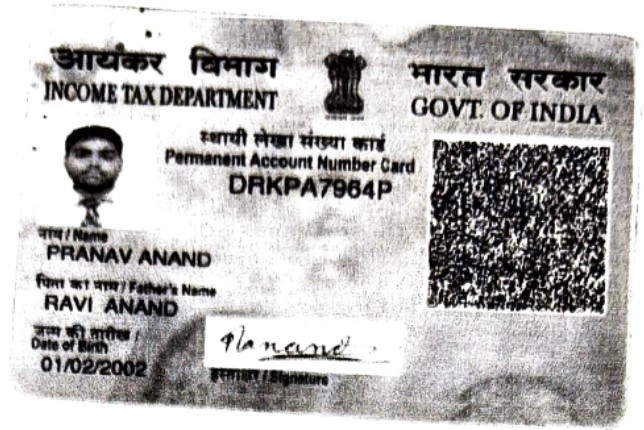 आयकर विभाग
INCOME TAX DEPARTMENT
भारत सरकार
GOVT. OF INDIA
स्थायी लेखा संख्या कार्ड
Permanent Account Number Card
DRKPA7964P
नाम / Name
PRANAV ANAND
पिता का नाम / Father's Name
RAVI ANAND
जन्म की तारीख /
Date of Birth
01/02/2002
हस्ताक्षर / Signature